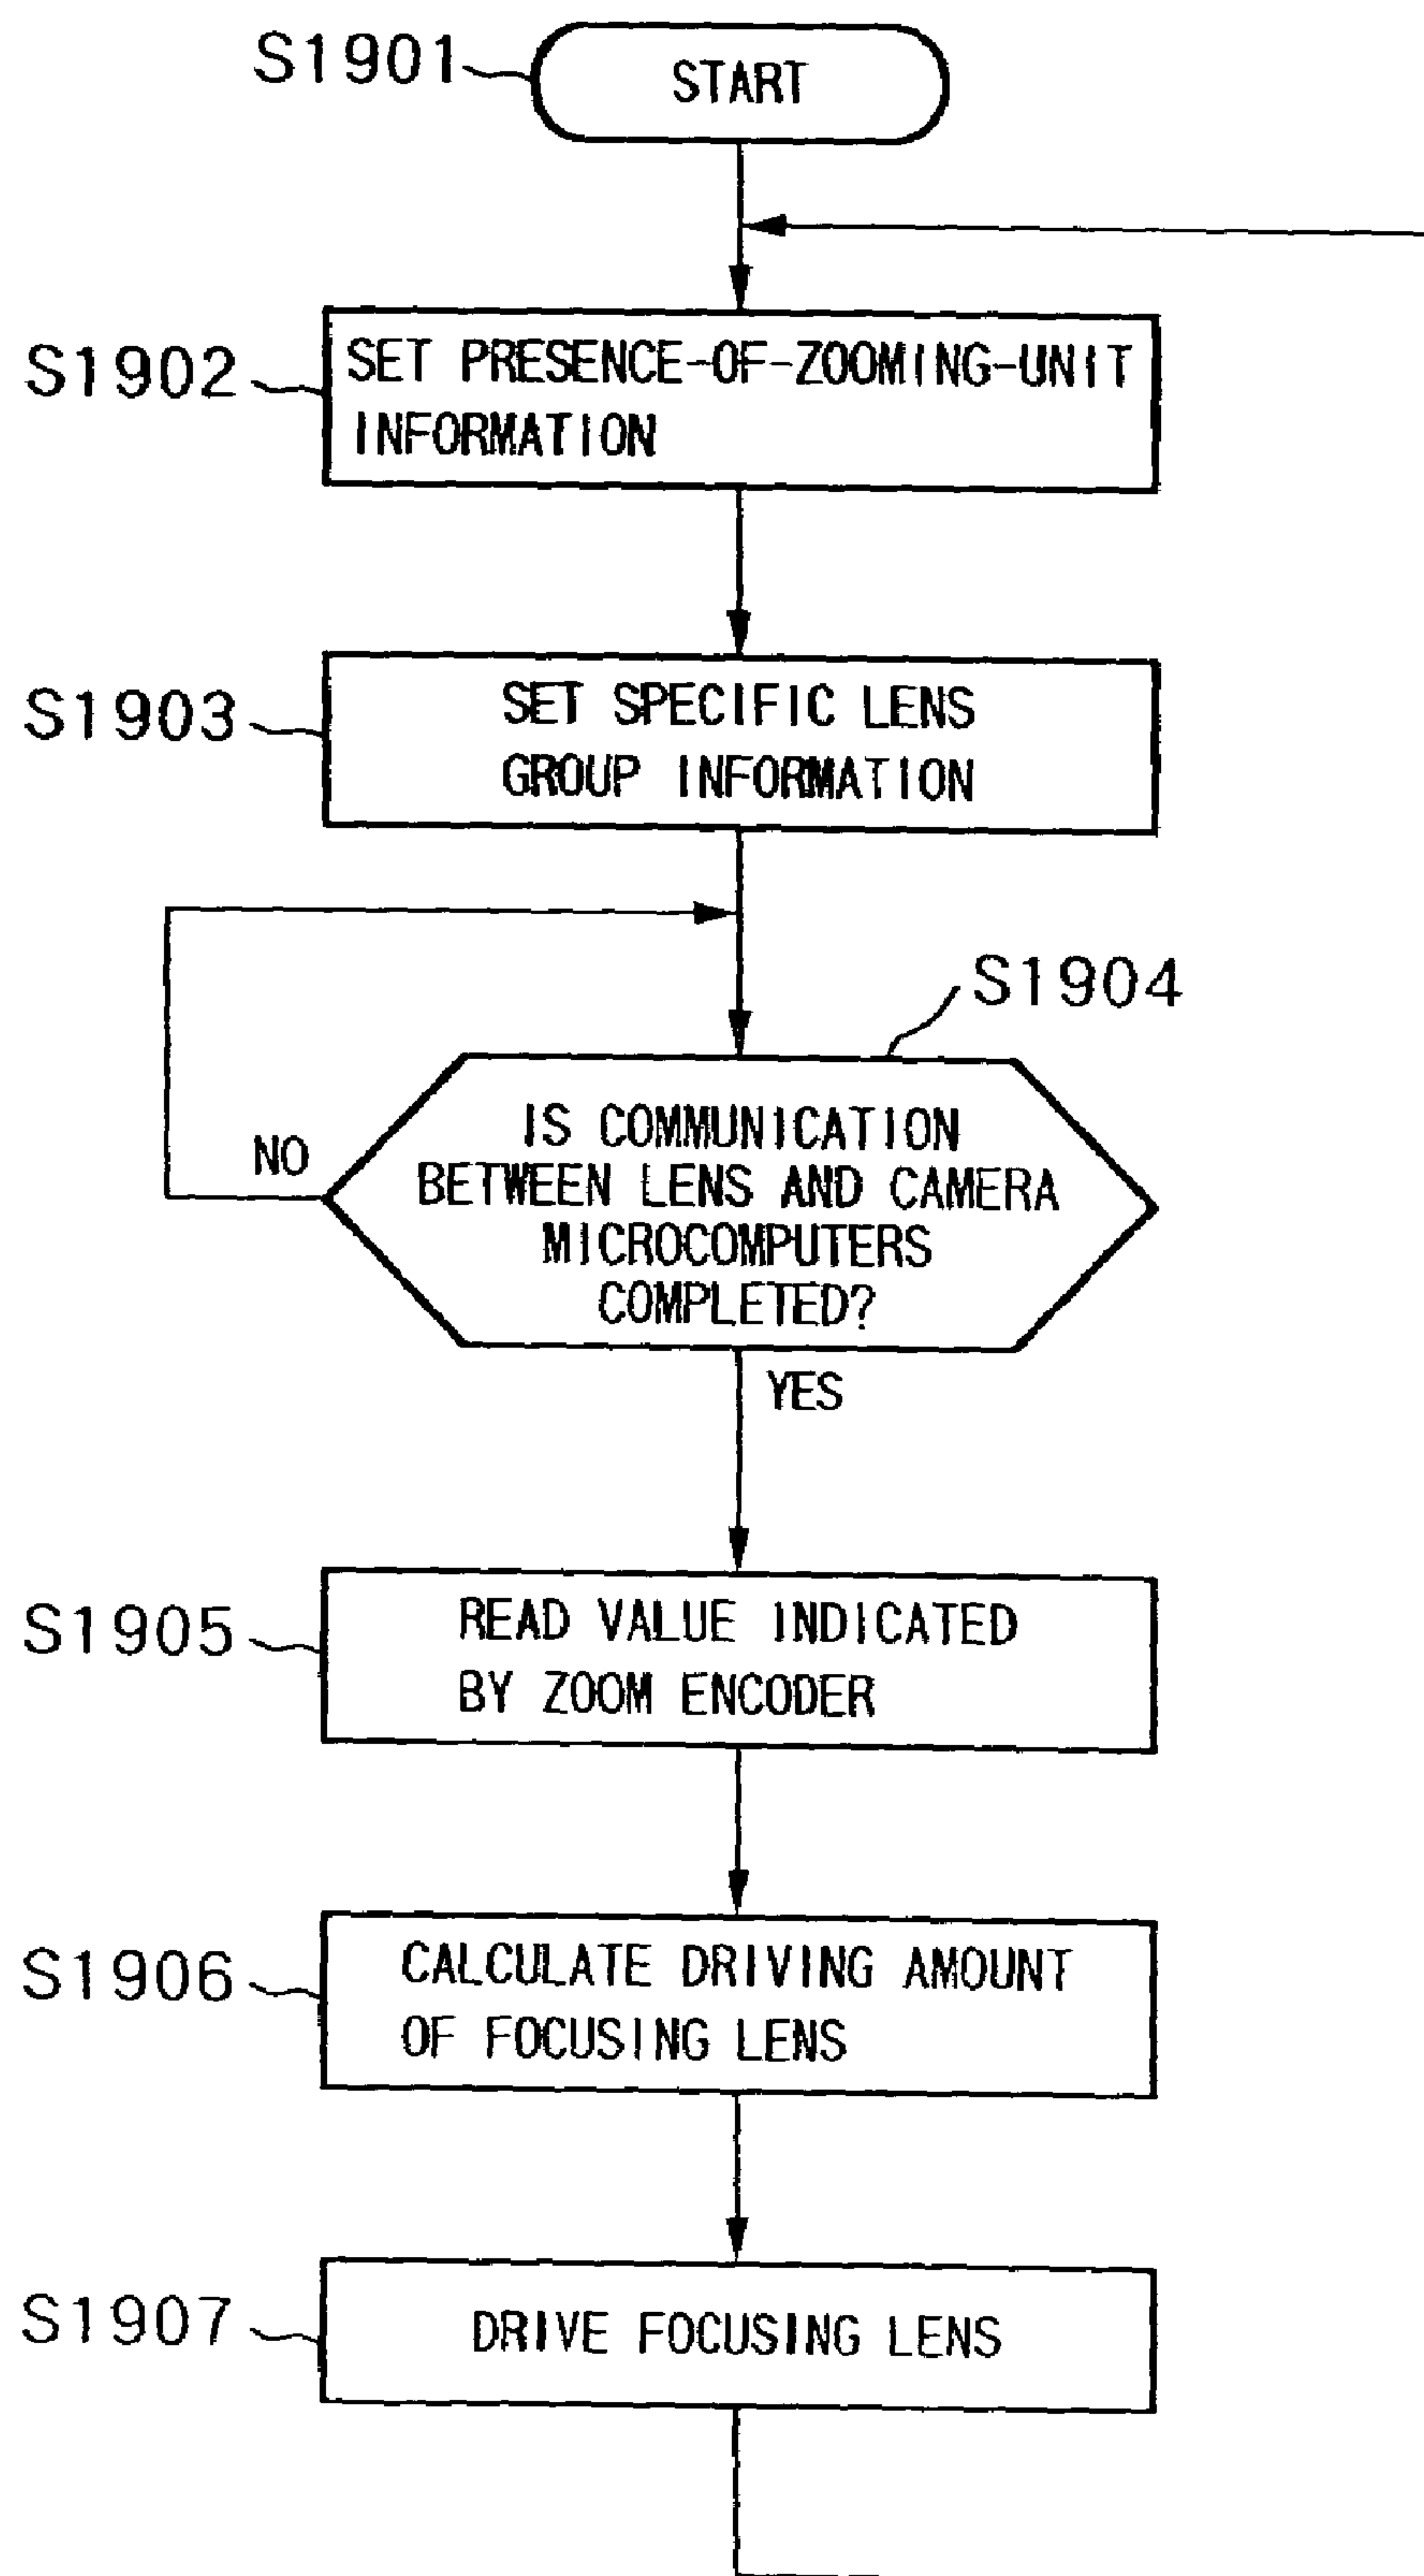 S1901
START
S1902
SET PRESENCE-OF-ZOOMING-UNIT
INFORMATION
S1903
SET SPECIFIC LENS
GROUP INFORMATION
S1904
IS COMMUNICATION
BETWEEN LENS AND CAMERA
MICROCOMPUTERS
COMPLETED?
NO
YES
S1905
READ VALUE INDICATED
BY ZOOM ENCODER
S1906
CALCULATE DRIVING AMOUNT
OF FOCUSING LENS
S1907
DRIVE FOCUSING LENS